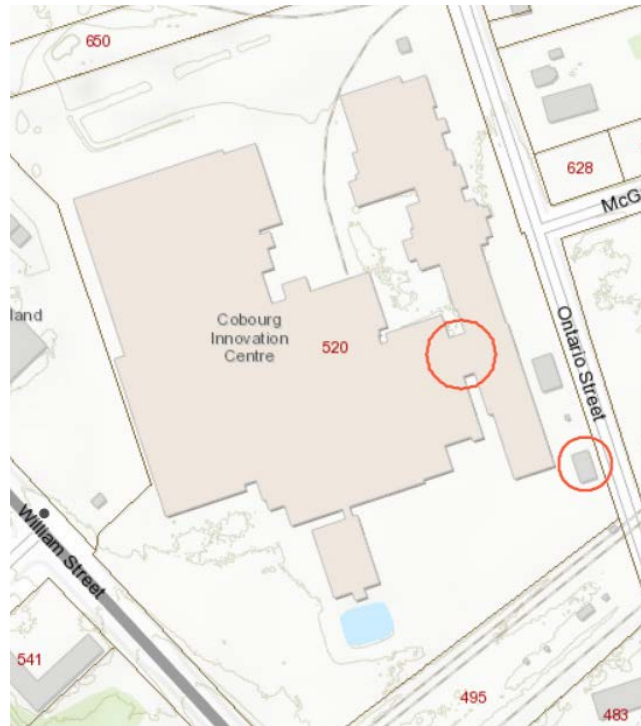 650
628
McG
land
Cobourg
Innovation
Centre
520
Ontario Street
William Street
541
495
483